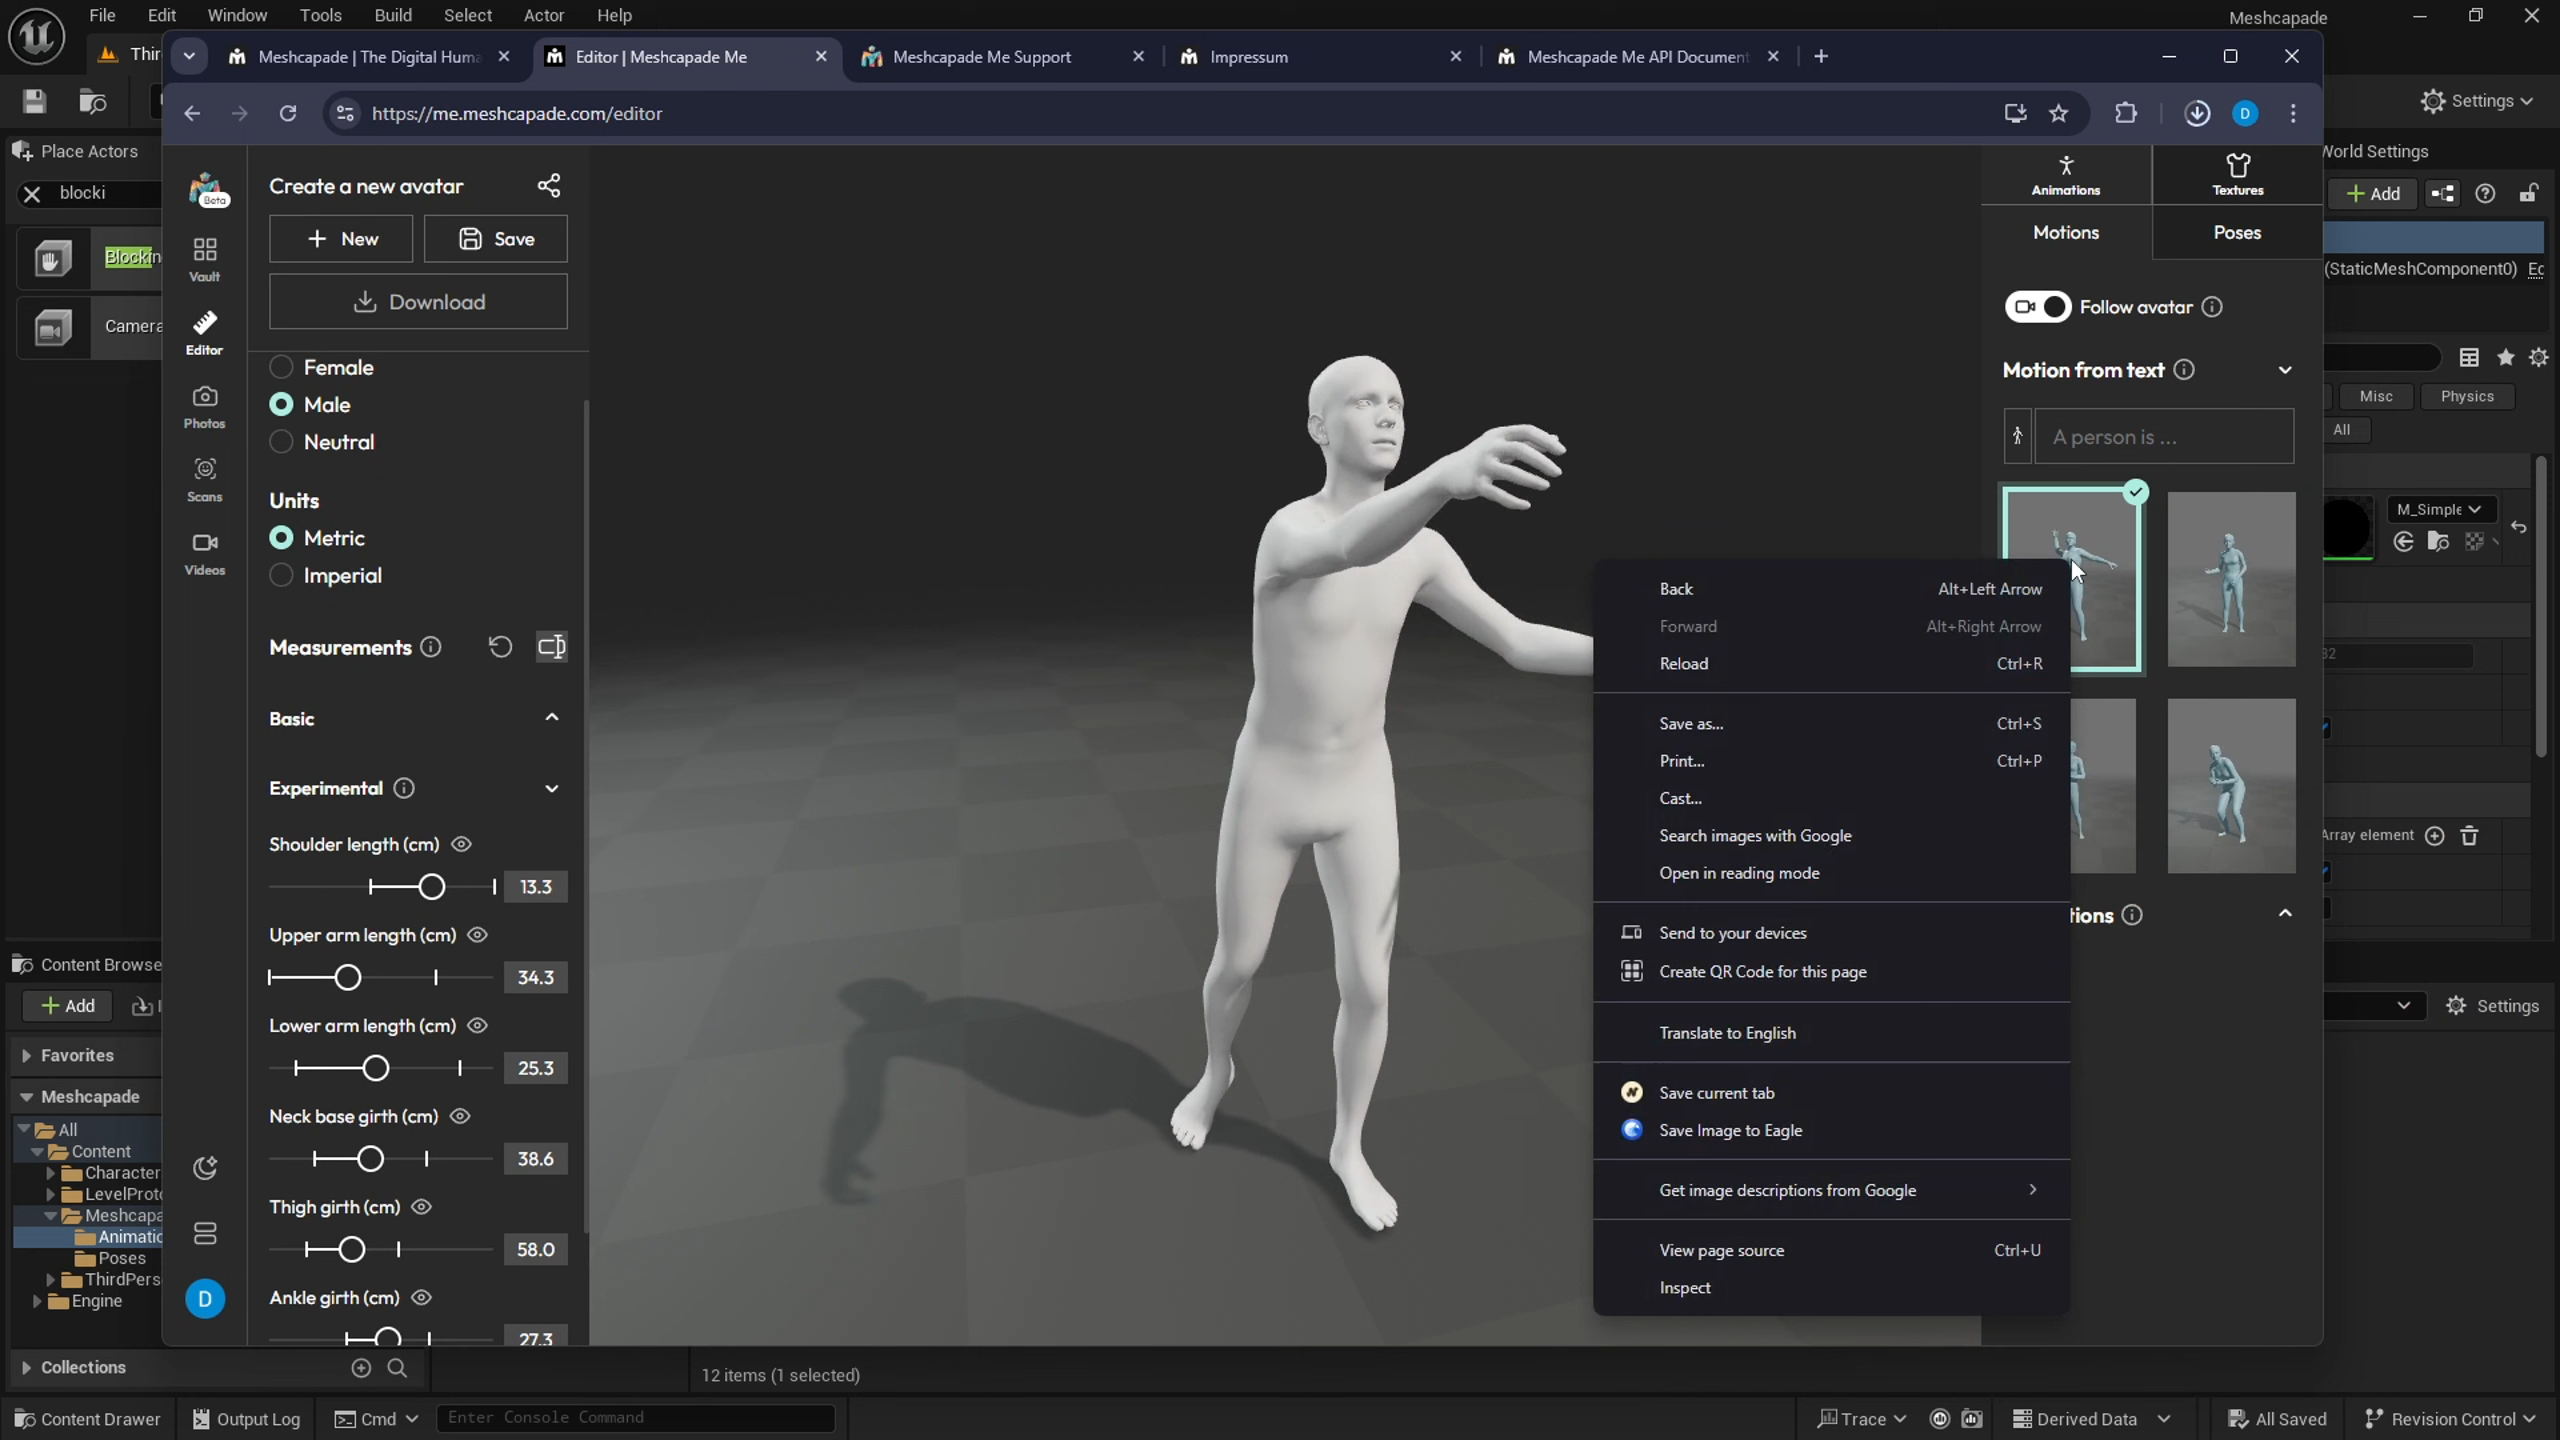 File Edit Window Tools Build Select Actor Help
Meshcapade
Meshcapade | The Digital Huma
Editor | Meshcapade Me
Meshcapade Me Support
Impressum
Meshcapade Me API Document
https://me.meshcapade.com/editor
D
Settings
Place Actors
blocki
Blockin
Camera
Beta
Vault
Editor
Photos
Scans
Videos
D
Create a new avatar
New
Save
Download
Female
Male
Neutral
Units
Metric
Imperial
Measurements
Basic
Experimental
Shoulder length (cm)
13.3
Upper arm length (cm)
34.3
Lower arm length (cm)
25.3
Neck base girth (cm)
38.6
Thigh girth (cm)
58.0
Ankle girth (cm)
27.3
Back Alt+Left Arrow
Forward Alt+Right Arrow
Reload Ctrl+R
Save as... Ctrl+S
Print... Ctrl+P
Cast...
Search images with Google
Open in reading mode
Send to your devices
Create QR Code for this page
Translate to English
Save current tab
Save Image to Eagle
Get image descriptions from Google
View page source Ctrl+U
Inspect
Animations
Textures
Motions
Poses
Follow avatar
Motion from text
A person is ...
tions
World Settings
Add
(StaticMeshComponent0)
Misc
Physics
All
M_Simple
Array element
Settings
Content Browse
Add
Favorites
Meshcapade
All
Content
Character
LevelProto
Meshcapa
Animatic
Poses
ThirdPers
Engine
Collections
12 items (1 selected)
Content Drawer
Output Log
Cmd
Enter Console Command
Trace
Derived Data
All Saved
Revision Control